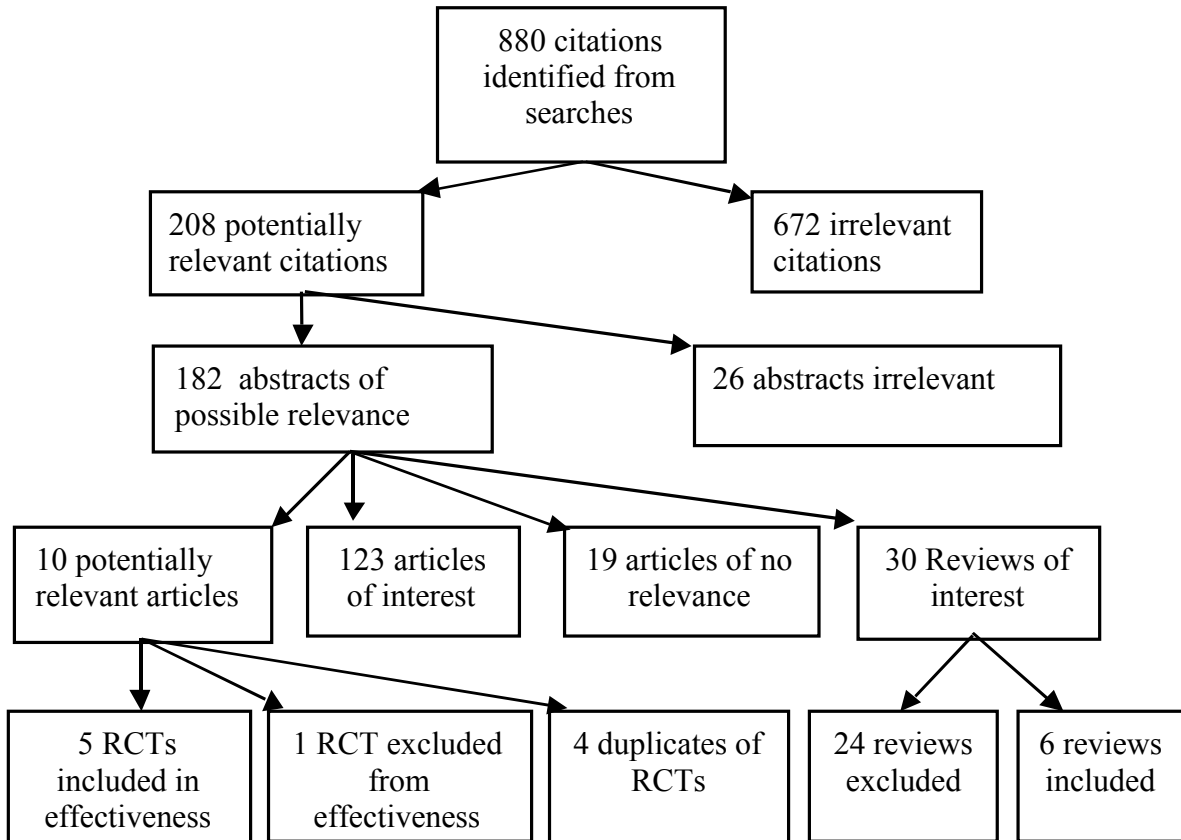 880 citations
identified from
searches
208 potentially
relevant citations
672 irrelevant
citations
182 abstracts of
possible relevance
26 abstracts irrelevant
10 potentially
relevant articles
123 articles
of interest
19 articles of no
relevance
30 Reviews of
interest
5 RCTs
included in
effectiveness
1 RCT excluded
from
effectiveness
4 duplicates of
RCTs
24 reviews
excluded
6 reviews
included